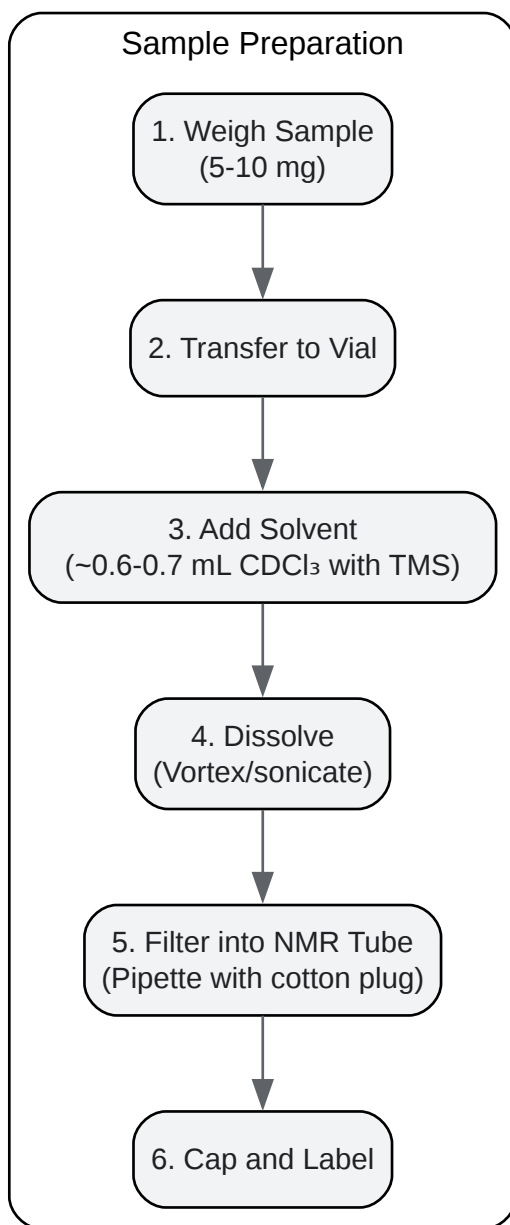 Sample Preparation
1. Weigh Sample
(5-10 mg)
2. Transfer to Vial
3. Add Solvent
(~0.6-0.7 mL CDCl₃ with TMS)
4. Dissolve
(Vortex/sonicate)
5. Filter into NMR Tube
(Pipette with cotton plug)
6. Cap and Label